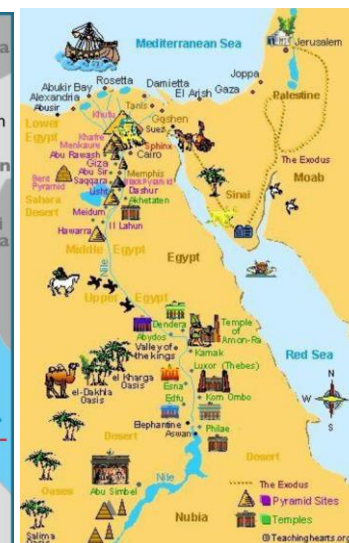 Mediterranean Sea
Jerusalem
Rosetta
Abukir Bay
Damietta
Joppa
Alexandria
El Arish
Gaza
Abusir
Tanis
Goshen
Palestine
Lower
Egypt
Khufu
Suez
Khafre
Menkaure
Sphinx
Abu Rawash
Cairo
Giza
Abu Sir
Memphis
The Exodus
Bent
Pyramid
Saqqara
Black Pyramid
Moab
Lisht
Dashur
Sinai
Sahara
Desert
Akhetaten
Meidum
Il Lahun
Hawarra
Middle Egypt
Egypt
Nile
Upper Egypt
Dendera
Temple
of
Amon-Ra
Abydos
Valley of
the kings
Karnak
Red Sea
Luxor (Thebes)
el Kharga
Oasis
el-Dakhla
Oasis
Esna
Edfu
Kom Ombo
N
W
S
Elephantine
Philae
Aswan
Desert
Desert
Nile
Oases
Abu Simbel
The Exodus
Pyramid Sites
Temples
Nubia
Salima
Oasis
©Teachinghearts.org